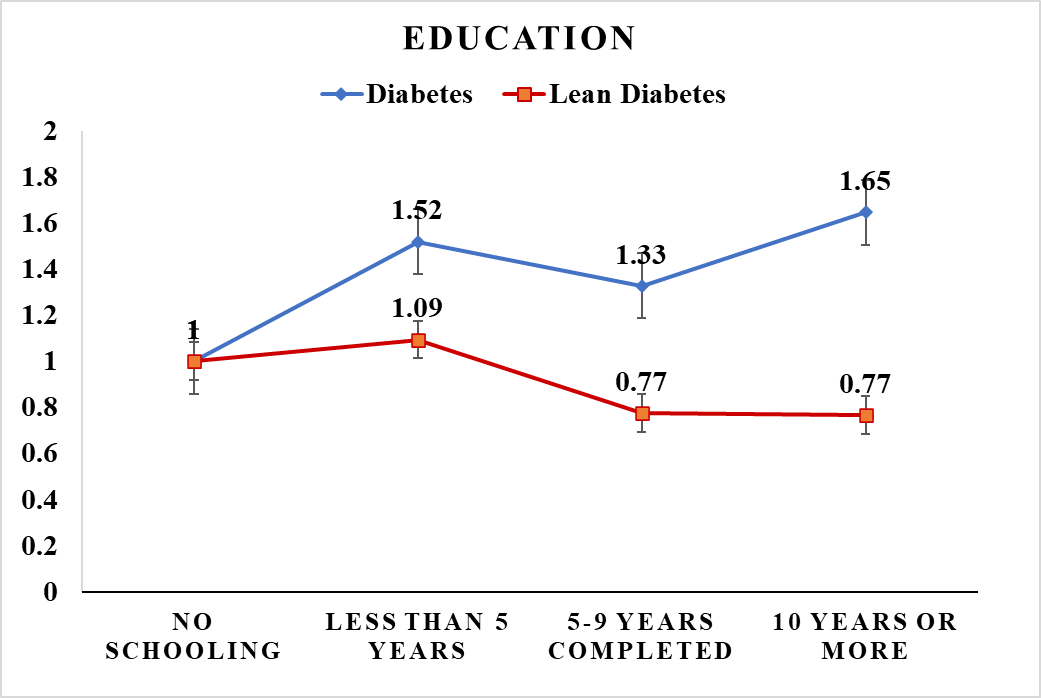 EDUCATION
Diabetes Lean Diabetes
2
1.8
1.6
1.4
1.2
1
0.8
0.6
0.4
0.2
0
1
1.52
1.33
1.65
1.09
0.77
0.77
NO
SCHOOLING
LESS THAN 5
YEARS
5-9 YEARS
COMPLETED
10 YEARS OR
MORE